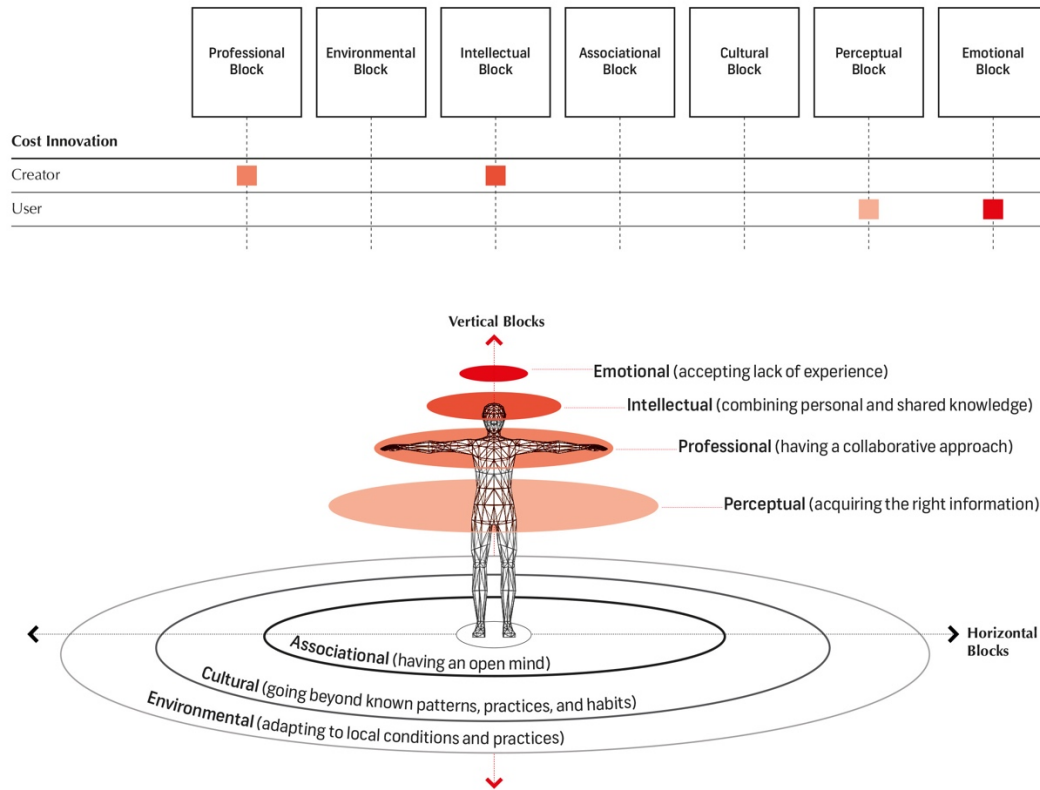 Professional
Block
Environmental
Block
Intellectual
Block
Associational
Block
Cultural
Block
Perceptual
Block
Emotional
Block
Cost Innovation
Creator
User
Vertical Blocks
Emotional (accepting lack of experience)
Intellectual (combining personal and shared knowledge)
Professional (having a collaborative approach)
Perceptual (acquiring the right information)
Horizontal
Blocks
Associational (having an open mind)
Cultural (going beyond known patterns, practices, and habits)
Environmental (adapting to local conditions and practices)